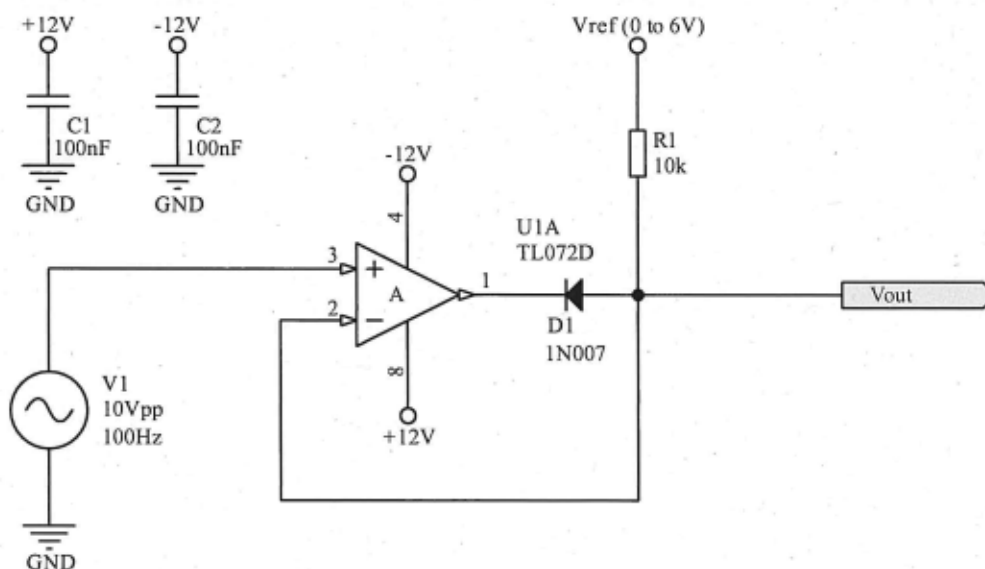 +12V
-12V
Vref (0 to 6V)
C1
100nF
C2
100nF
R1
10k
-12V
GND
GND
4
U1A
TL072D
3
+
1
A
Vout
2
−
D1
1N007
8
V1
10Vpp
100Hz
+12V
GND